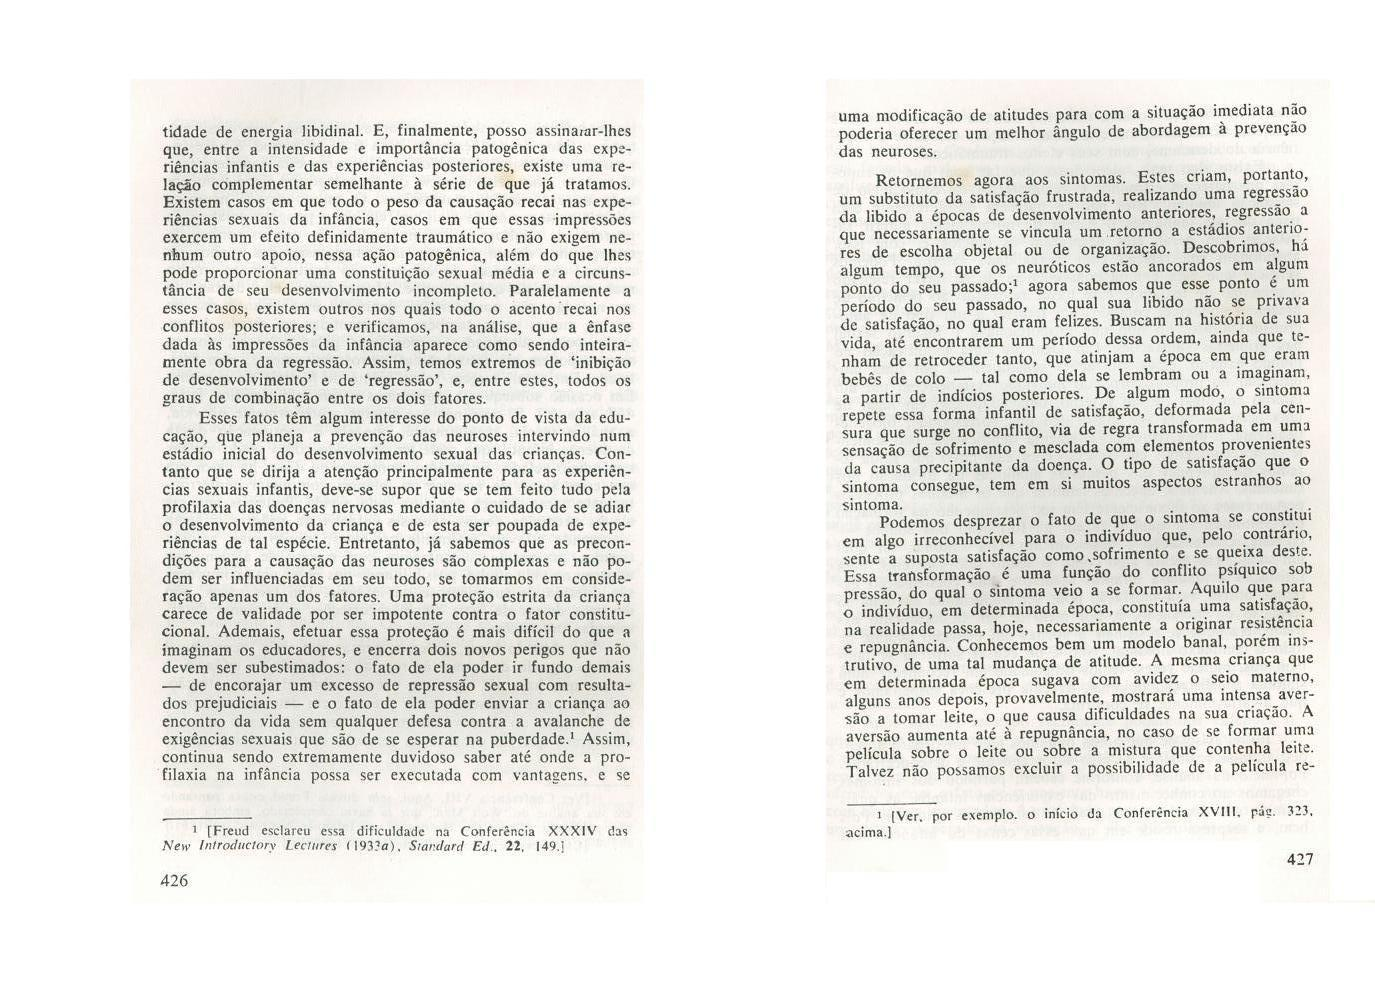 tidade de energia libidinal. E, finalmente, posso assinalar-lhes
que, entre a intensidade e importância patogênica das expe-
riências infantis e das experiências posteriores, existe uma re-
lação complementar semelhante à série de que já tratamos.
Existem casos em que todo o peso da causação recai nas expe-
riências sexuais da infância, casos em que essas impressões
exercem um efeito definidamente traumático e não exigem ne-
nhum outro apoio, nessa ação patogênica, além do que lhes
pode proporcionar uma constituição sexual média e a circuns-
tância de seu desenvolvimento incompleto. Paralelamente a
esses casos, existem outros nos quais todo o acento recai nos
conflitos posteriores; e verificamos, na análise, que a ênfase
dada às impressões da infância aparece como sendo inteira-
mente obra da regressão. Assim, temos extremos de ‘inibição
de desenvolvimento’ e de ‘regressão’, e, entre estes, todos os
graus de combinação entre os dois fatores.
Esses fatos têm algum interesse do ponto de vista da edu-
cação, que planeja a prevenção das neuroses intervindo num
estádio inicial do desenvolvimento sexual das crianças. Con-
tanto que se dirija a atenção principalmente para as experiên-
cias sexuais infantis, deve-se supor que se tem feito tudo pela
profilaxia das doenças nervosas mediante o cuidado de se adiar
o desenvolvimento da criança e de esta ser poupada de expe-
riências de tal espécie. Entretanto, já sabemos que as precon-
dições para a causação das neuroses são complexas e não po-
dem ser influenciadas em seu todo, se tomarmos em conside-
ração apenas um dos fatores. Uma proteção estrita da criança
carece de validade por ser impotente contra o fator constitu-
cional. Ademais, efetuar essa proteção é mais difícil do que a
imaginam os educadores, e encerra dois novos perigos que não
devem ser subestimados: o fato de ela poder ir fundo demais
— de encorajar um excesso de repressão sexual com resulta-
dos prejudiciais — e o fato de ela poder enviar a criança ao
encontro da vida sem qualquer defesa contra a avalanche de
exigências sexuais que são de se esperar na puberdade.¹ Assim,
continua sendo extremamente duvidoso saber até onde a pro-
filaxia na infância possa ser executada com vantagens, e se
¹ [Freud esclareu essa dificuldade na Conferência XXXIV das
New Introductory Lectures (1933a), Standard Ed., 22, 149.]
426
uma modificação de atitudes para com a situação imediata não
poderia oferecer um melhor ângulo de abordagem à prevenção
das neuroses.
Retornemos agora aos sintomas. Estes criam, portanto,
um substituto da satisfação frustrada, realizando uma regressão
da libido a épocas de desenvolvimento anteriores, regressão a
que necessariamente se vincula um retorno a estádios anterio-
res de escolha objetal ou de organização. Descobrimos, há
algum tempo, que os neuróticos estão ancorados em algum
ponto do seu passado;¹ agora sabemos que esse ponto é um
período do seu passado, no qual sua libido não se privava
de satisfação, no qual eram felizes. Buscam na história de sua
vida, até encontrarem um período dessa ordem, ainda que te-
nham de retroceder tanto, que atinjam a época em que eram
bebês de colo — tal como dela se lembram ou a imaginam,
a partir de indícios posteriores. De algum modo, o sintoma
repete essa forma infantil de satisfação, deformada pela cen-
sura que surge no conflito, via de regra transformada em uma
sensação de sofrimento e mesclada com elementos provenientes
da causa precipitante da doença. O tipo de satisfação que o
sintoma consegue, tem em si muitos aspectos estranhos ao
sintoma.
Podemos desprezar o fato de que o sintoma se constitui
em algo irreconhecível para o indivíduo que, pelo contrário,
sente a suposta satisfação como sofrimento e se queixa deste.
Essa transformação é uma função do conflito psíquico sob
pressão, do qual o sintoma veio a se formar. Aquilo que para
o indivíduo, em determinada época, constituía uma satisfação,
na realidade passa, hoje, necessariamente a originar resistência
e repugnância. Conhecemos bem um modelo banal, porém ins-
trutivo, de uma tal mudança de atitude. A mesma criança que
em determinada época sugava com avidez o seio materno,
alguns anos depois, provavelmente, mostrará uma intensa aver-
são a tomar leite, o que causa dificuldades na sua criação. A
aversão aumenta até à repugnância, no caso de se formar uma
película sobre o leite ou sobre a mistura que contenha leite.
Talvez não possamos excluir a possibilidade de a película re-
¹ [Ver, por exemplo, o início da Conferência XVIII, pág. 323,
acima.]
427